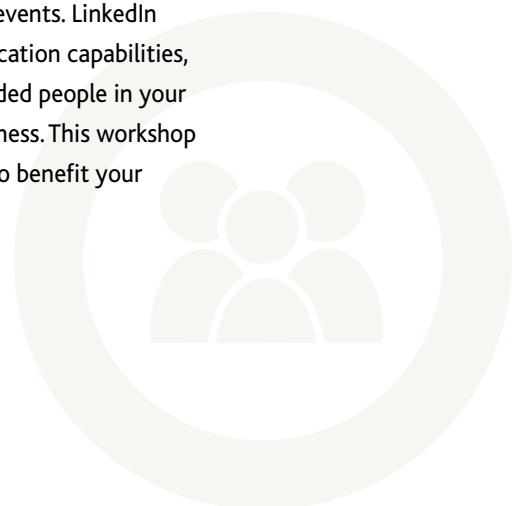 events. LinkedIn
cation capabilities,
ded people in your
ness. This workshop
o benefit your